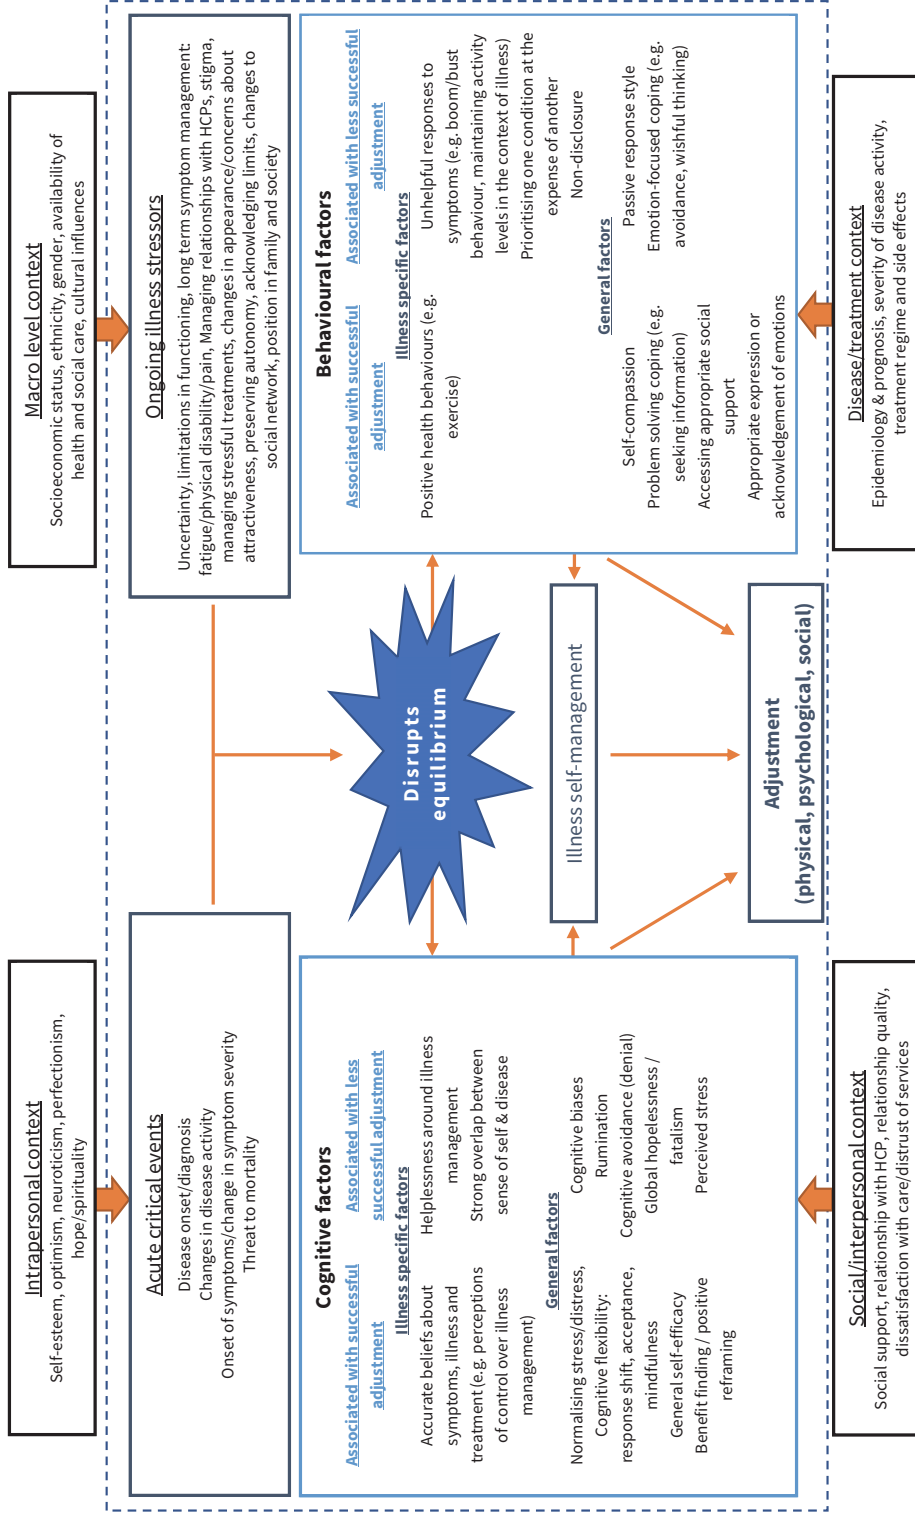 Intrapersonal context
Self-esteem, optimism, neuroticism, perfectionism,
hope/spirituality
Macro level context
Socioeconomic status, ethnicity, gender, availability of
health and social care, cultural influences
Acute critical events
Disease onset/diagnosis
Changes in disease activity
Onset of symptoms/change in symptom severity
Threat to mortality
Ongoing illness stressors
Uncertainty, limitations in functioning, long term symptom management:
fatigue/physical disability/pain, Managing relationships with HCPs, stigma,
managing stressful treatments, changes in appearance/concerns about
attractiveness, preserving autonomy, acknowledging limits, changes to
social network, position in family and society
Disrupts
equilibrium
Cognitive factors
Associated with successful
adjustment
Associated with less
successful adjustment
Illness specific factors
Accurate beliefs about
symptoms, illness and
treatment (e.g. perceptions
of control over illness
management)
Helplessness around illness
management
Strong overlap between
sense of self & disease
General factors
Normalising stress/distress,
Cognitive flexibility:
response shift, acceptance,
mindfulness
General self-efficacy
Benefit finding / positive
reframing
Cognitive biases
Rumination
Cognitive avoidance (denial)
Global hopelessness /
fatalism
Perceived stress
Behavioural factors
Associated with successful
adjustment
Associated with less successful
adjustment
Illness specific factors
Positive health behaviours (e.g.
exercise)
Unhelpful responses to
symptoms (e.g. boom/bust
behaviour, maintaining activity
levels in the context of illness)
Prioritising one condition at the
expense of another
Non-disclosure
General factors
Self-compassion
Problem solving coping (e.g.
seeking information)
Accessing appropriate social
support
Appropriate expression or
acknowledgement of emotions
Passive response style
Emotion-focused coping (e.g.
avoidance, wishful thinking)
Illness self-management
Adjustment
(physical, psychological, social)
Social/interpersonal context
Social support, relationship with HCP, relationship quality,
dissatisfaction with care/distrust of services
Disease/treatment context
Epidemiology & prognosis, severity of disease activity,
treatment regime and side effects